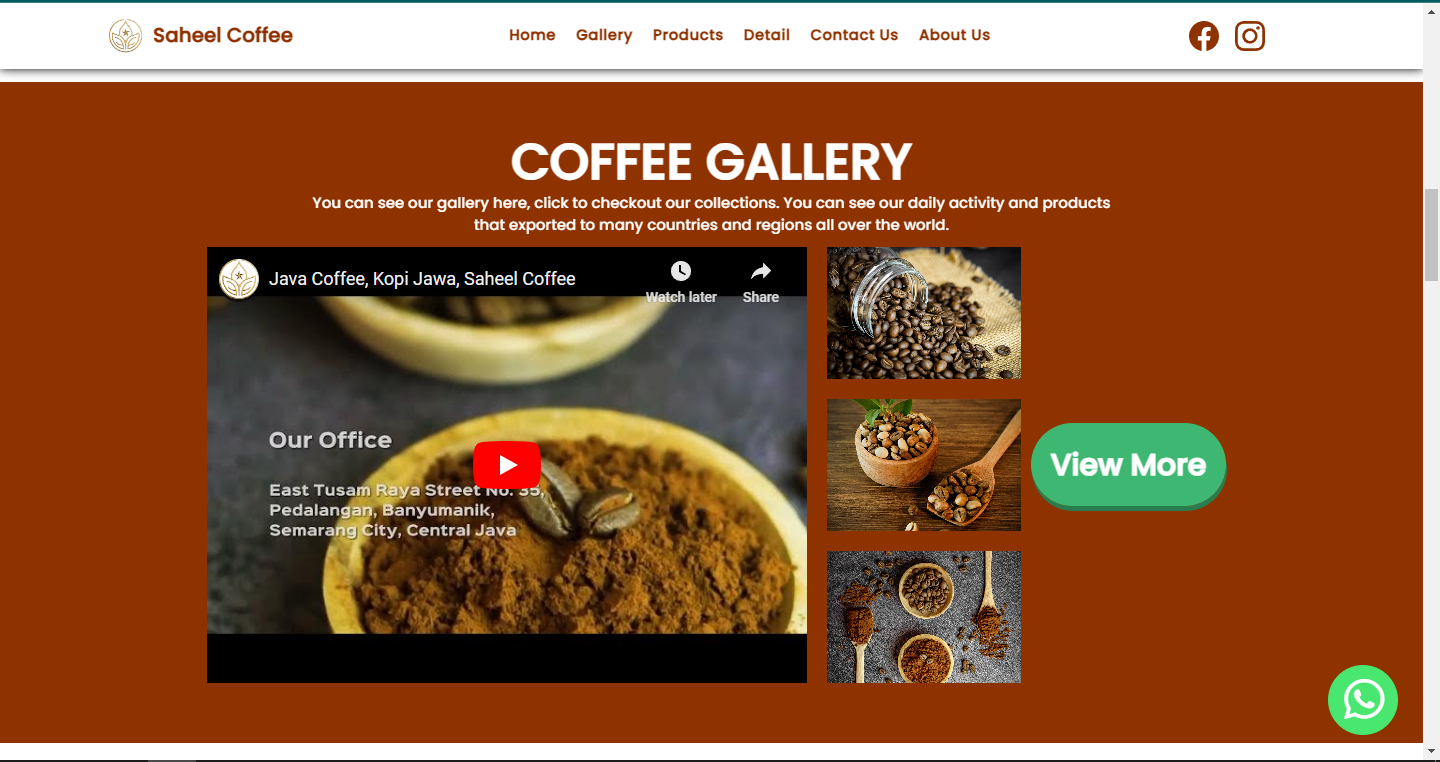 Saheel Coffee
Home Gallery Products Detail Contact Us About Us
COFFEE GALLERY
You can see our gallery here, click to checkout our collections. You can see our daily activity and products
that exported to many countries and regions all over the world.
Java Coffee, Kopi Jawa, Saheel Coffee
Watch later
Share
Our Office
East Tusam Raya Street No. 35,
Pedalangan, Banyumanik,
Semarang City, Central Java
View More